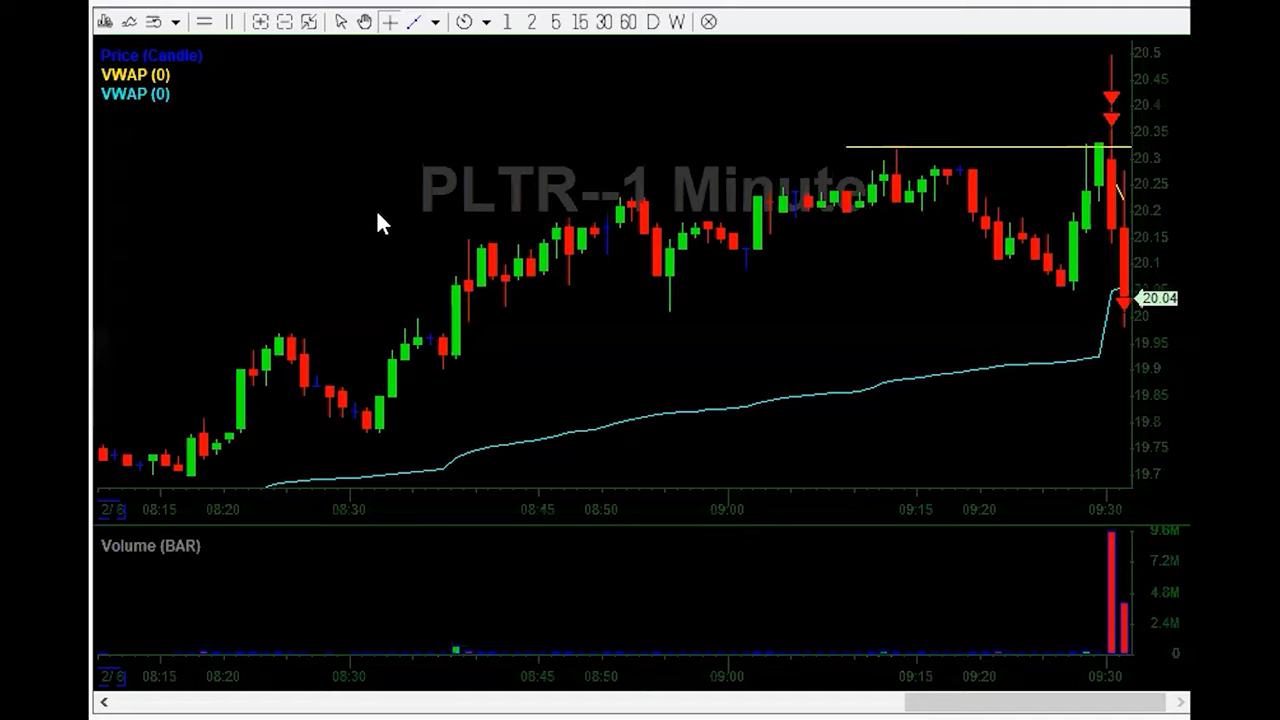 1 2 5 15 30 60 D W
Price (Candle)
VWAP (0)
VWAP (0)
PLTR--1 Minute
20.5
20.45
20.4
20.35
20.3
20.25
20.2
20.15
20.1
20.04
20
19.95
19.9
19.85
19.8
19.75
19.7
2/6 08:15 08:20 08:30 08:45 08:50 09:00 09:15 09:20 09:30
Volume (BAR)
9.6M
7.2M
4.8M
2.4M
0
2/6 08:15 08:20 08:30 08:45 08:50 09:00 09:15 09:20 09:30